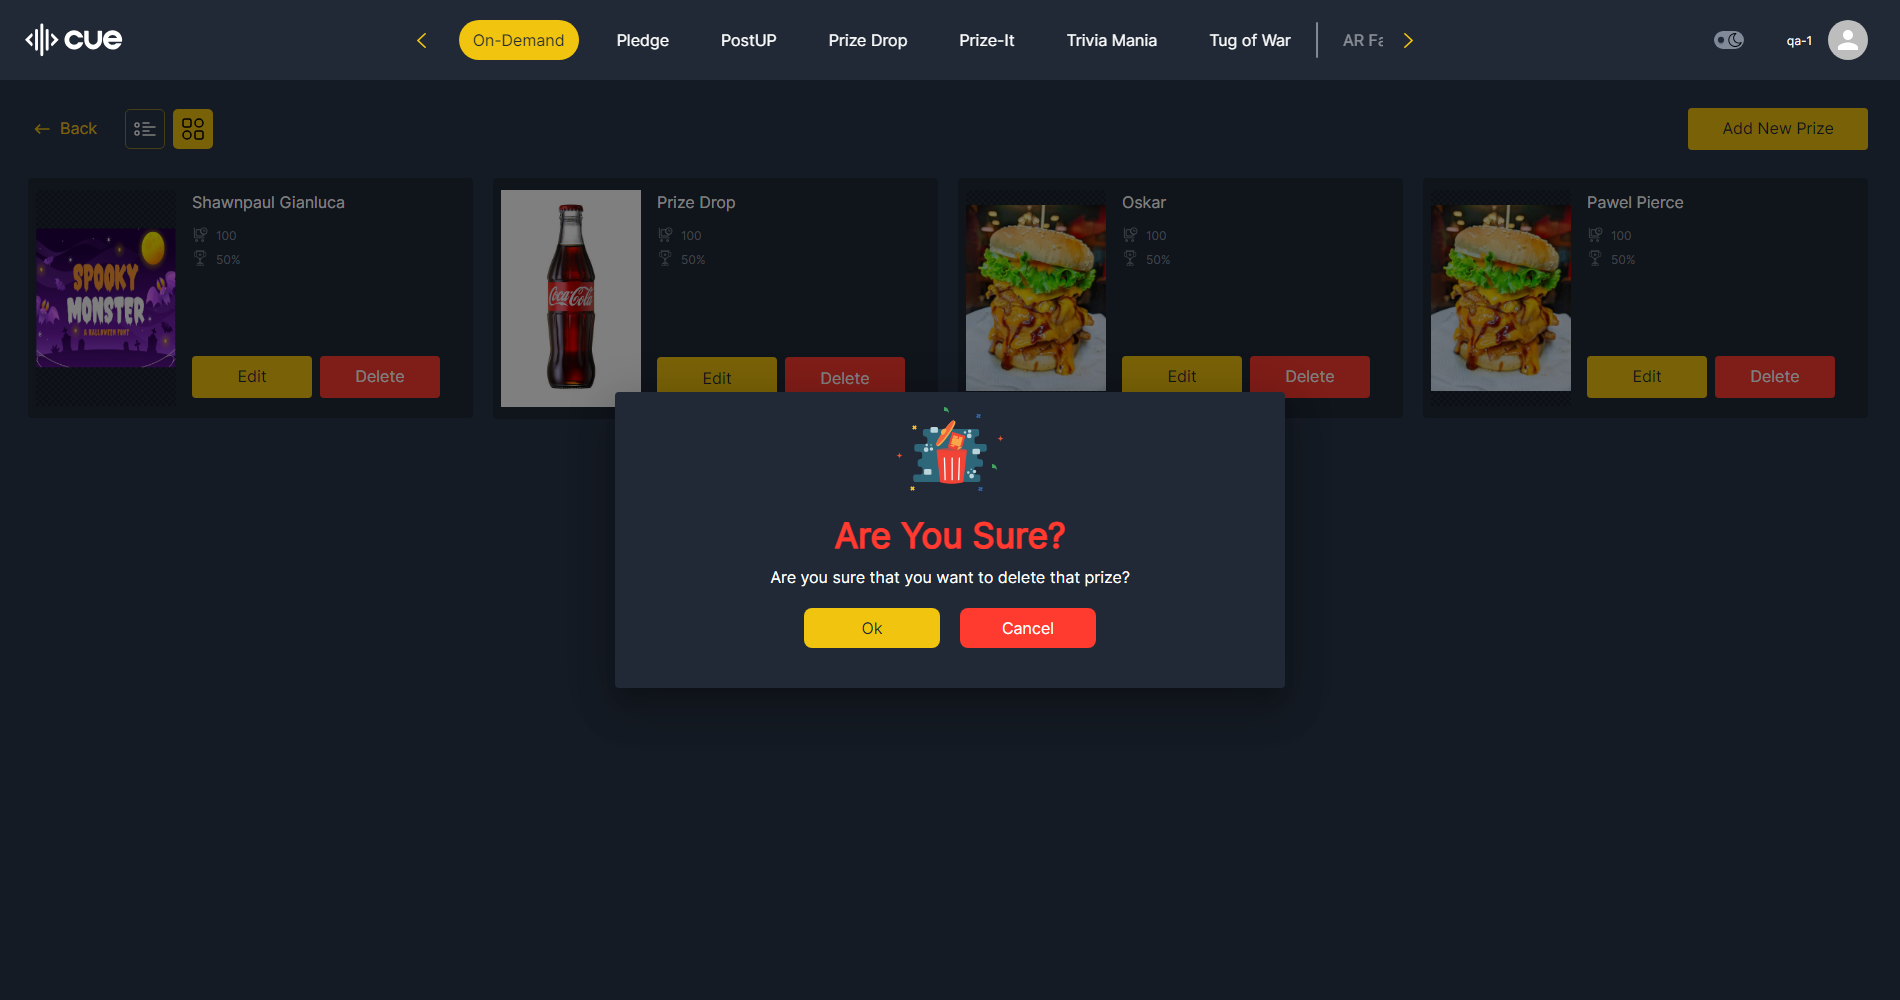 cue
On-Demand
Pledge
PostUP
Prize Drop
Prize-It
Trivia Mania
Tug of War
AR Fa
qa-1
Back
Add New Prize
Shawnpaul Gianluca
100
50%
Edit
Delete
SPOOKY
MONSTER
A HALLOWEEN FONT
Prize Drop
100
50%
Edit
Delete
Coca-Cola
Oskar
100
50%
Edit
Delete
Pawel Pierce
100
50%
Edit
Delete
Are You Sure?
Are you sure that you want to delete that prize?
Ok
Cancel